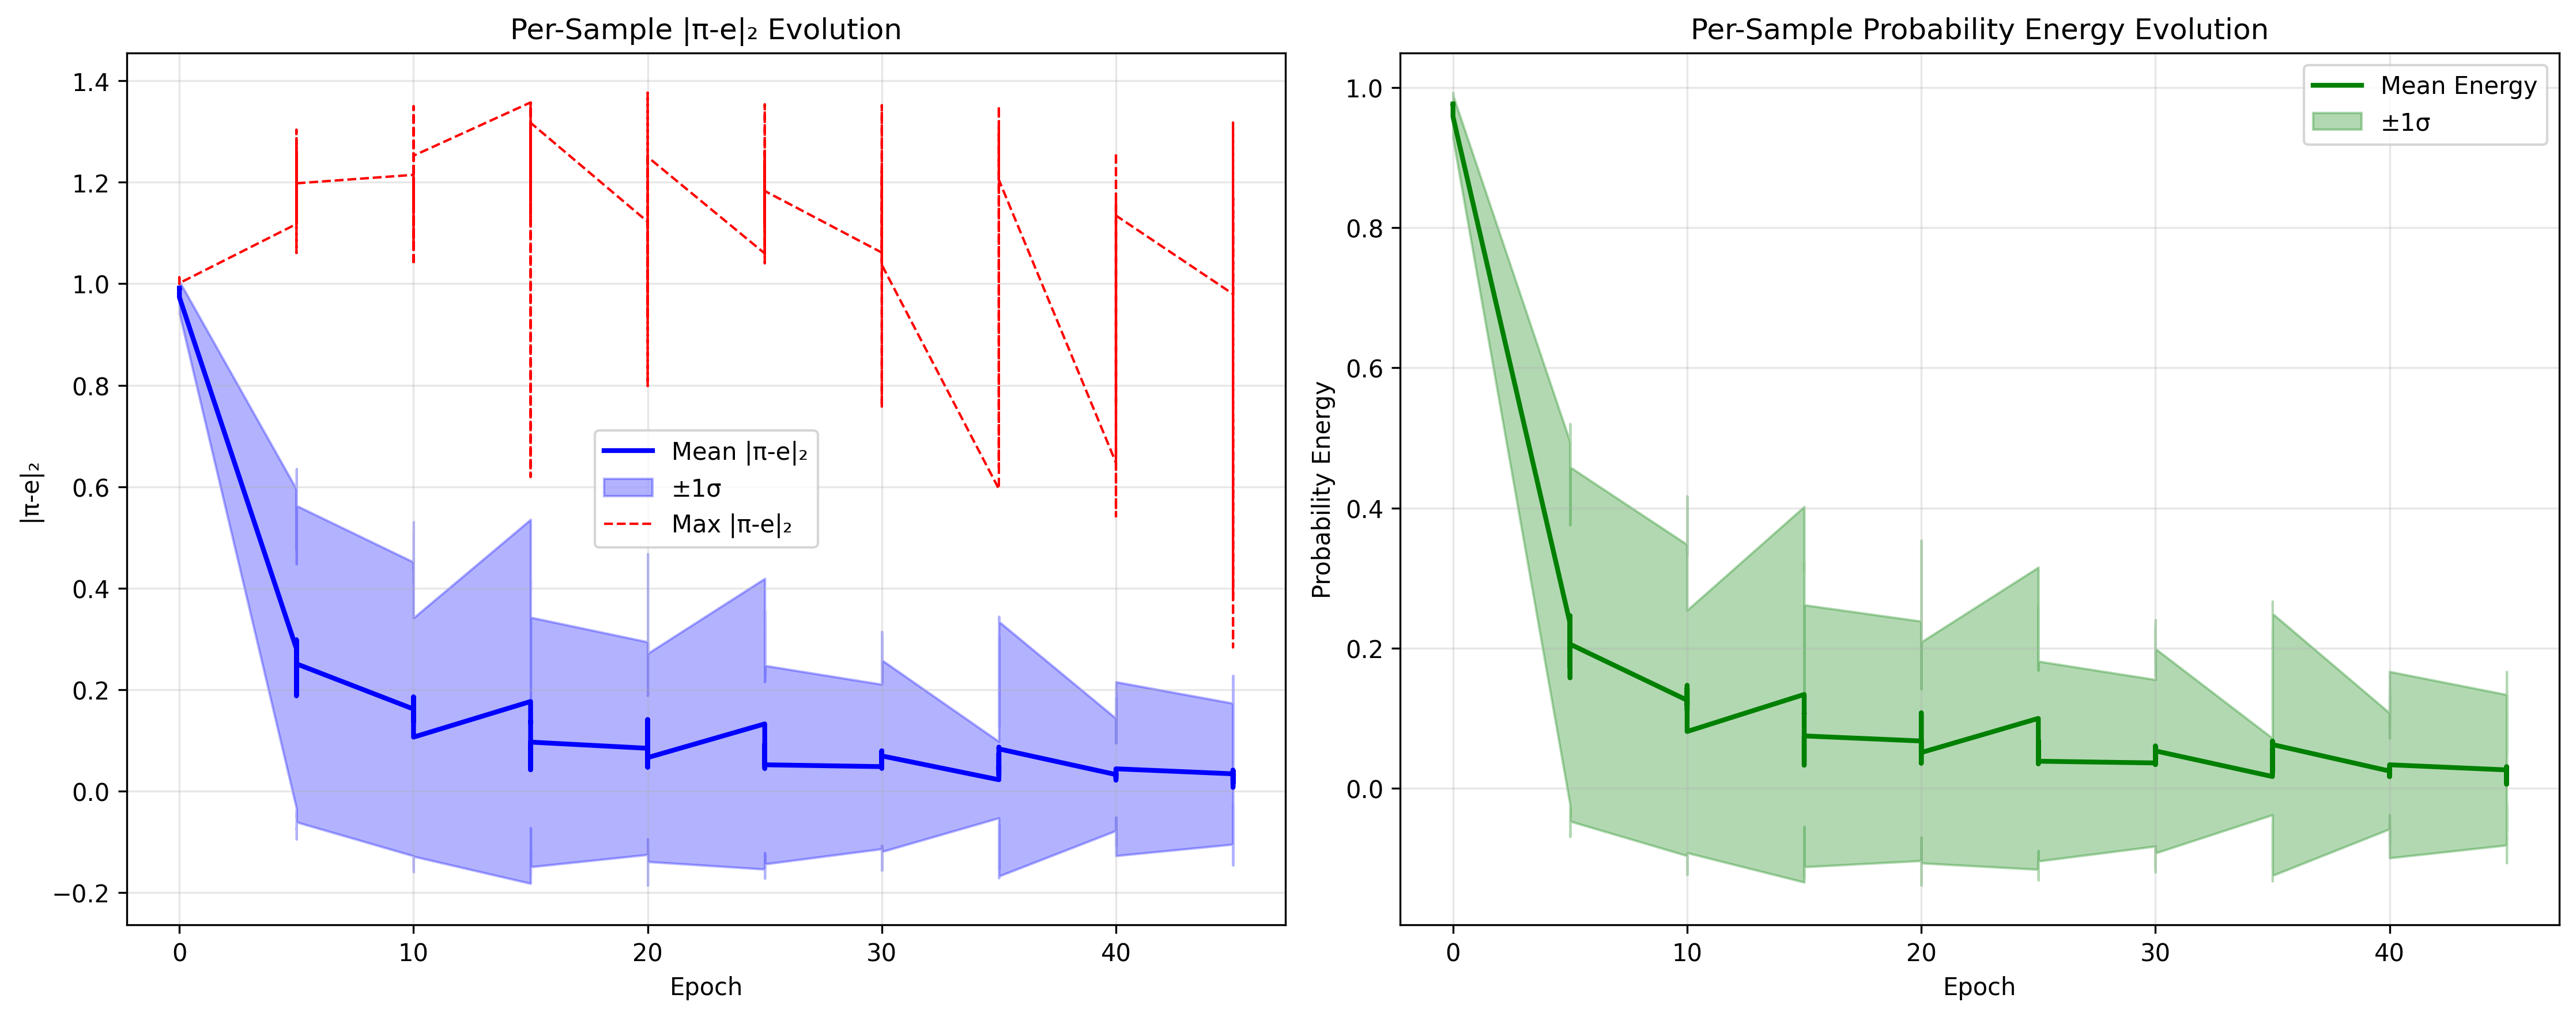 Per-Sample |π-e|₂ Evolution
|π-e|₂
1.4
1.2
1.0
0.8
0.6
0.4
0.2
0.0
−0.2
Mean |π-e|₂
±1σ
Max |π-e|₂
0 10 20 30 40
Epoch
Per-Sample Probability Energy Evolution
Probability Energy
1.0
0.8
0.6
0.4
0.2
0.0
Mean Energy
±1σ
0 10 20 30 40
Epoch